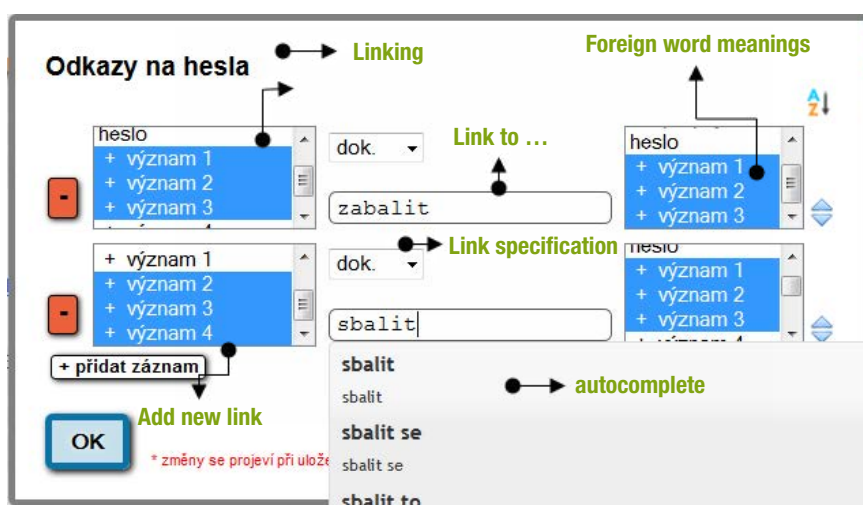 Odkazy na hesla
Linking
Foreign word meanings
heslo
+ význam 1
+ význam 2
+ význam 3
-
dok.
Link to …
zabalit
heslo
+ význam 1
+ význam 2
+ význam 3
+ význam 1
+ význam 2
+ význam 3
+ význam 4
-
dok.
Link specification
sbalit
heslo
+ význam 1
+ význam 2
+ význam 3
+ přidat záznam
Add new link
OK
* změny se projeví při ulože
sbalit
sbalit
autocomplete
sbalit se
sbalit se
sbalit to